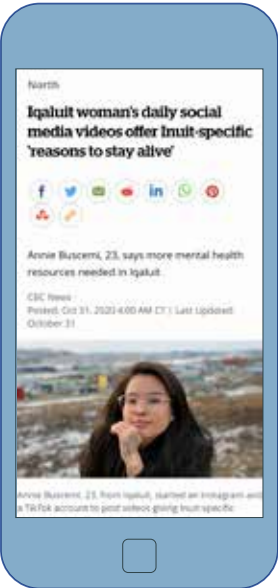 North
Iqaluit woman's daily social
media videos offer Inuit-specific
'reasons to stay alive'
Annie Buscemi, 23, says more mental health
resources needed in Iqaluit
CBC News
Posted: Oct 31, 2020 4:00 AM CT | Last Updated:
October 31
Annie Buscemi, 23, from Iqaluit, started an Instagram and
a TikTok account to post videos giving Inuit-specific